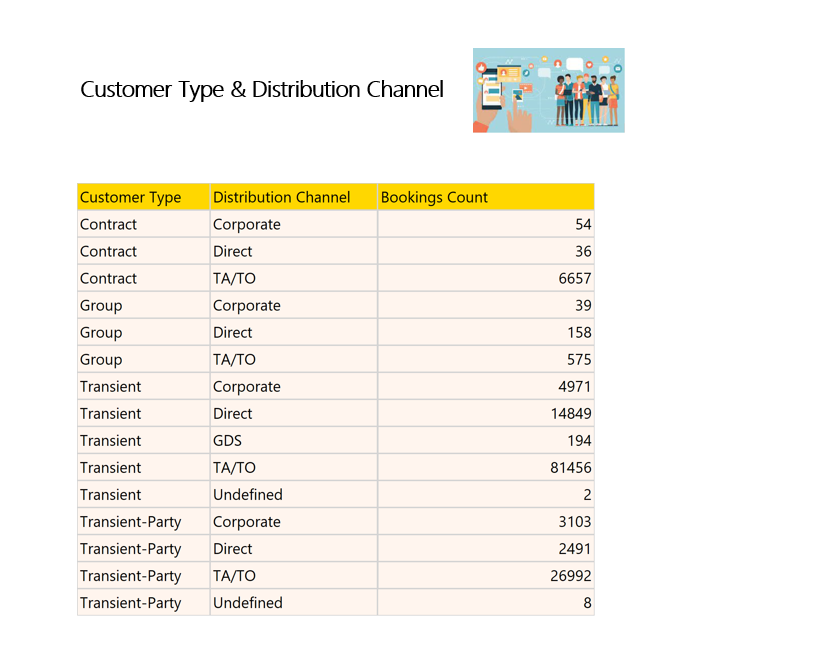 Customer Type & Distribution Channel
Customer Type Distribution Channel Bookings Count
Contract Corporate 54
Contract Direct 36
Contract TA/TO 6657
Group Corporate 39
Group Direct 158
Group TA/TO 575
Transient Corporate 4971
Transient Direct 14849
Transient GDS 194
Transient TA/TO 81456
Transient Undefined 2
Transient-Party Corporate 3103
Transient-Party Direct 2491
Transient-Party TA/TO 26992
Transient-Party Undefined 8